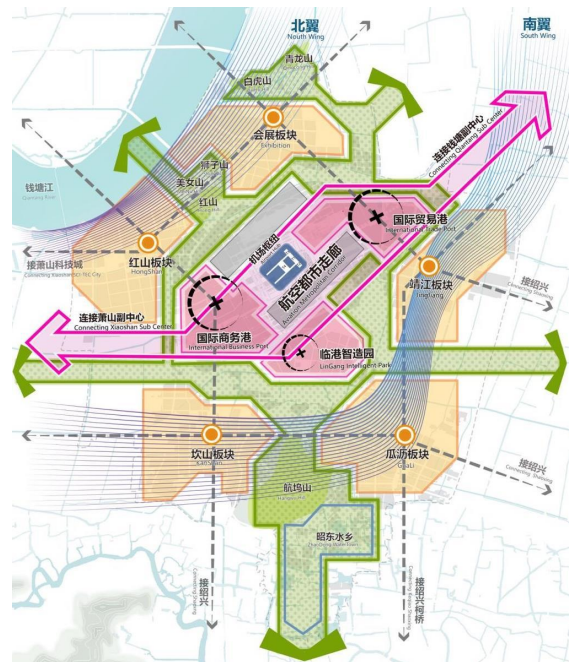 北翼
Nouth Wing
南翼
South Wing
青龙山
白虎山
会展板块
Exhibition
狮子山
美女山
红山
钱塘江
Qiantang River
连接钱塘副中心
Connecting Qiantang Sub Center
机场枢纽
国际贸易港
International Trade Port
航空都市走廊
Aviation Metropolitan Corridor
红山板块
HongShan
接萧山科技城
靖江板块
JingJiang
接绍兴
Connecting Shaoxing
连接萧山副中心
Connecting Xiaoshan Sub Center
国际商务港
International Business Port
临港智造园
LinGang Intelligent Park
坎山板块
KanShan
瓜沥板块
GuaLi
接绍兴
Connecting Shaoxing
航坞山
昭东水乡
接绍兴
Connecting Shaoxing
接绍兴柯桥